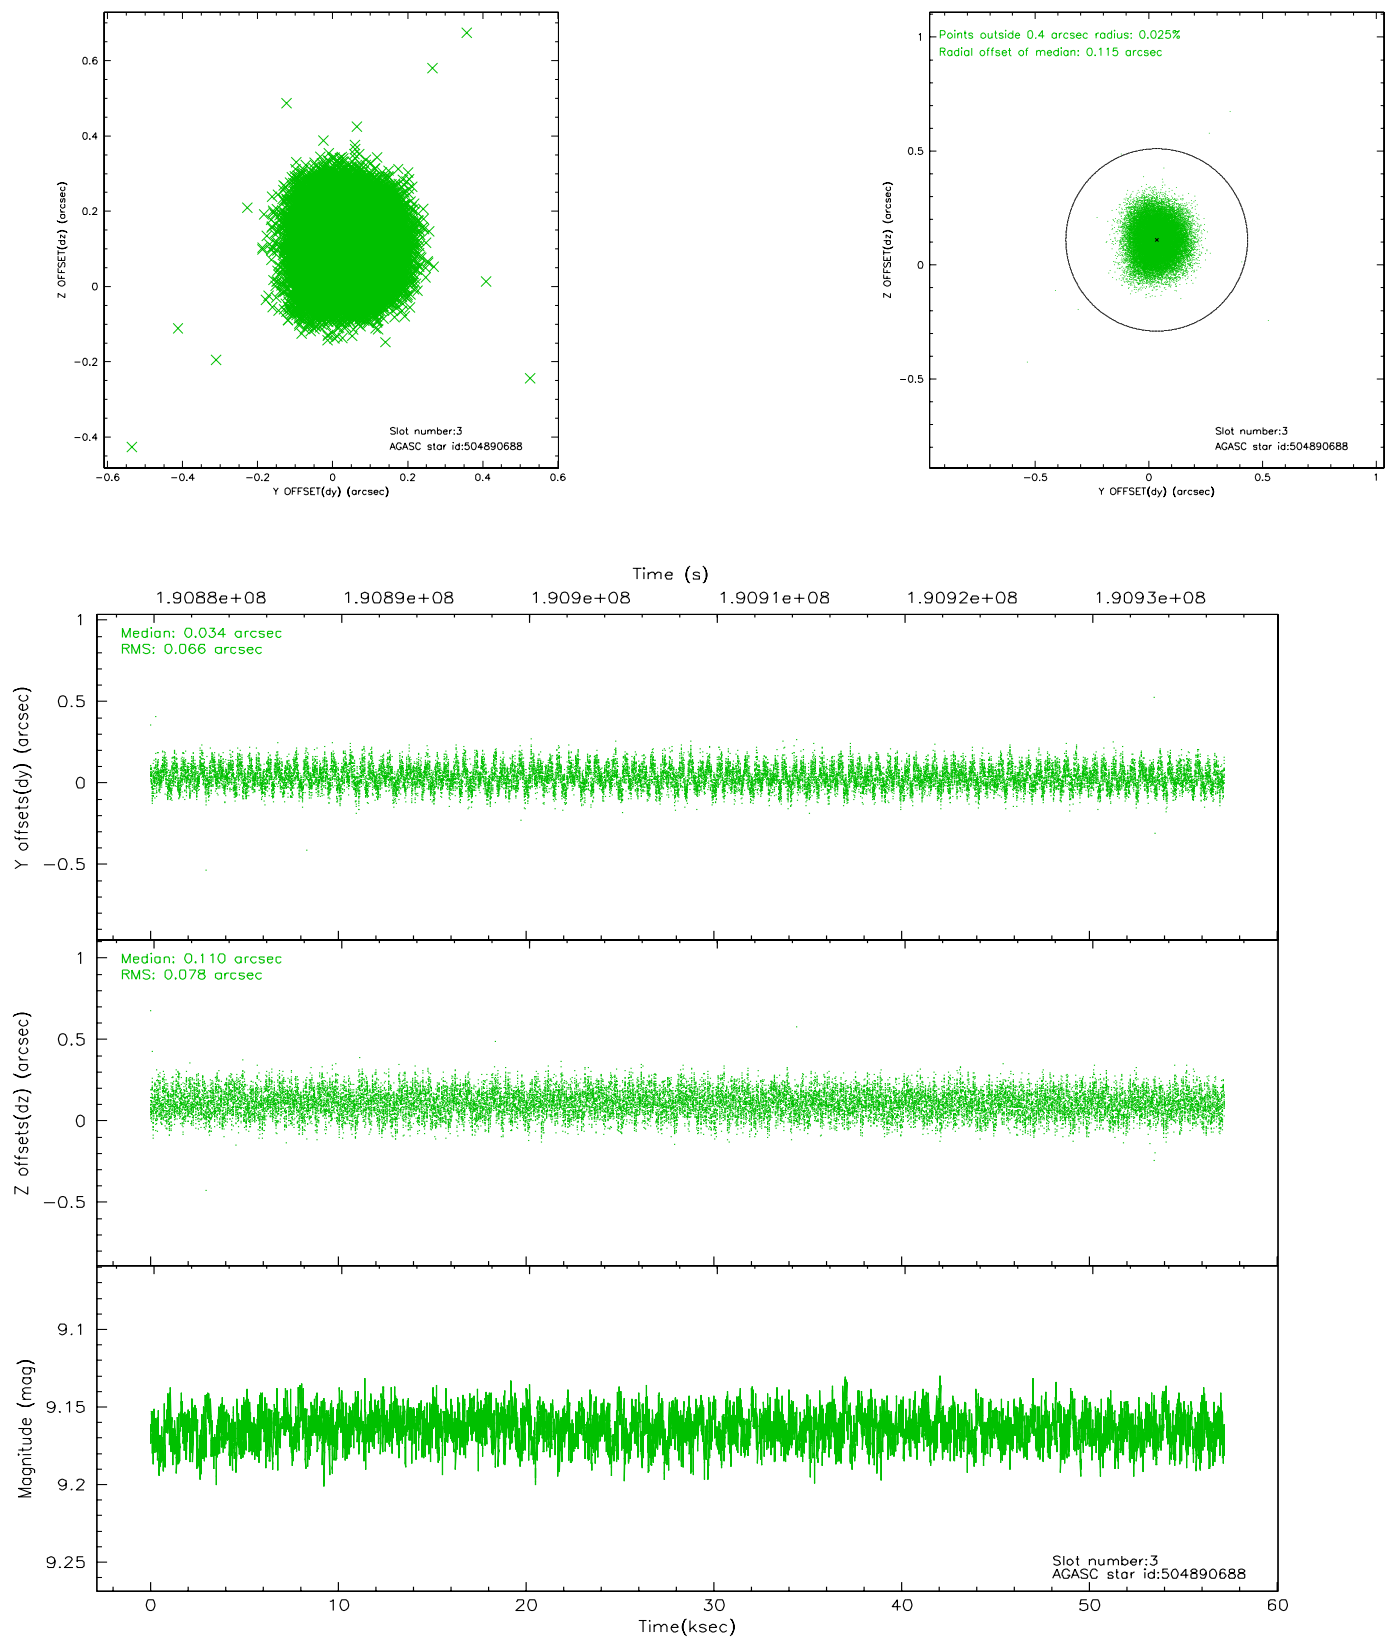 0.6
0.4
0.2
0
−0.2
−0.4
Z OFFSET(dz) (arcsec)
−0.6 −0.4 −0.2 0 0.2 0.4 0.6
Y OFFSET(dy) (arcsec)
Slot number:3
AGASC star id:504890688
Points outside 0.4 arcsec radius: 0.025%
Radial offset of median: 0.115 arcsec
1
0.5
0
−0.5
Z OFFSET(dz) (arcsec)
−0.5 0 0.5 1
Y OFFSET(dy) (arcsec)
Slot number:3
AGASC star id:504890688
Time (s)
1.9088e+08 1.9089e+08 1.909e+08 1.9091e+08 1.9092e+08 1.9093e+08
Median: 0.034 arcsec
RMS: 0.066 arcsec
1
0.5
0
−0.5
Y offsets(dy) (arcsec)
Median: 0.110 arcsec
RMS: 0.078 arcsec
1
0.5
0
−0.5
Z offsets(dz) (arcsec)
9.1
9.15
9.2
9.25
Magnitude (mag)
Slot number:3
AGASC star id:504890688
0 10 20 30 40 50 60
Time(ksec)